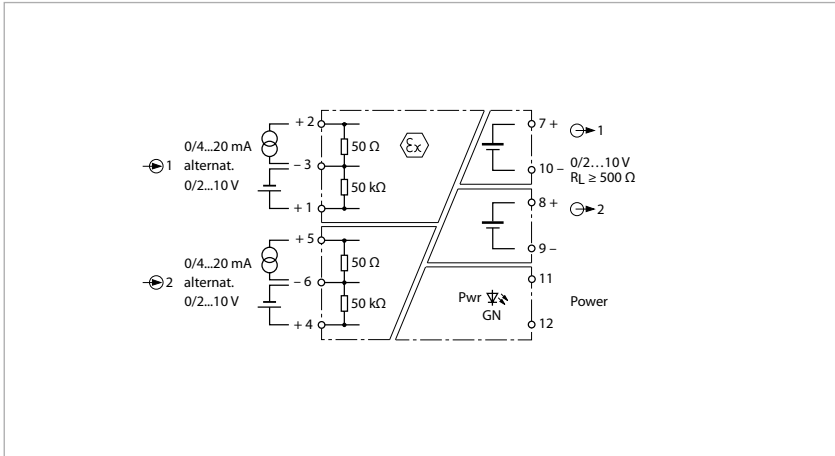 + 2
0/4...20 mA
50 Ω
1
alternat.
– 3
0/2...10 V
50 kΩ
+ 1
εx
7 +
1
10 –
0/2...10 V
RL ≥ 500 Ω
8 +
2
9 –
+ 5
0/4...20 mA
50 Ω
2
alternat.
– 6
0/2...10 V
50 kΩ
+ 4
11
Pwr
GN
Power
12